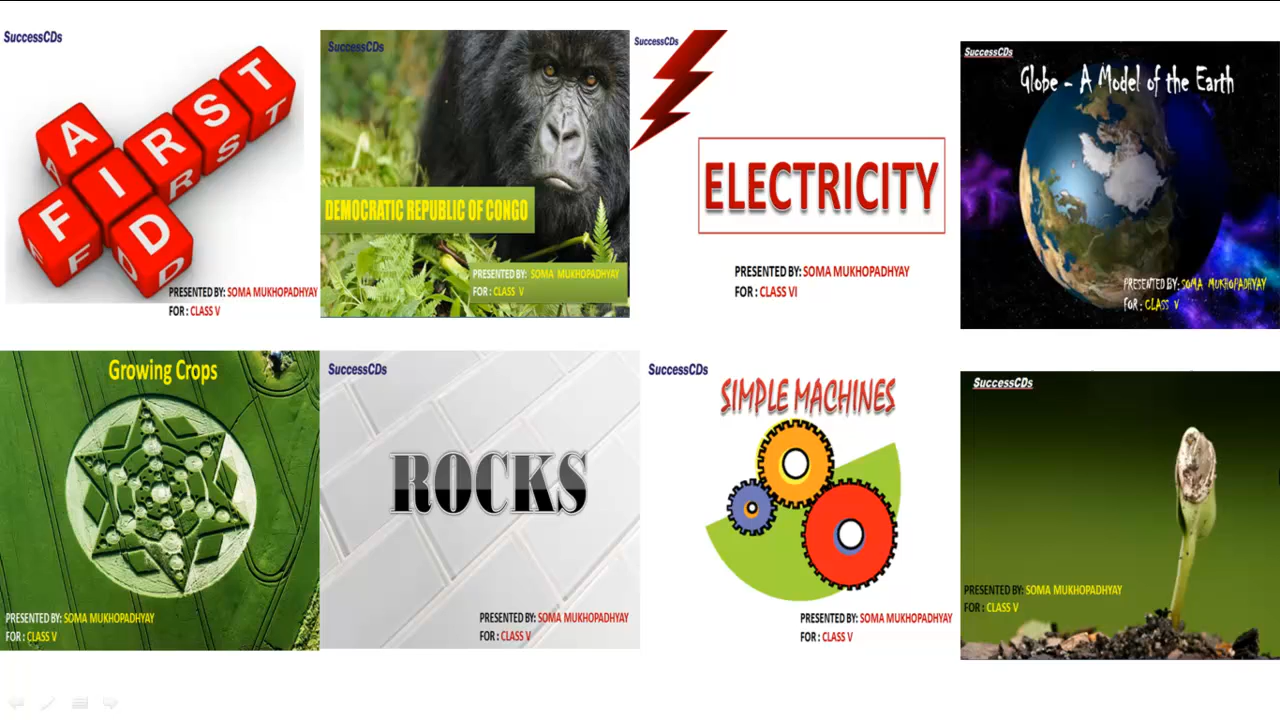 SuccessCDs
FIRST
AID
PRESENTED BY: SOMA MUKHOPADHYAY
FOR : CLASS V
SuccessCDs
DEMOCRATIC REPUBLIC OF CONGO
PRESENTED BY: SOMA MUKHOPADHYAY
FOR : CLASS V
SuccessCDs
ELECTRICITY
PRESENTED BY: SOMA MUKHOPADHYAY
FOR : CLASS VI
SuccessCDs
Globe - A Model of the Earth
PRESENTED BY: SOMA MUKHOPADHYAY
FOR : CLASS V
Growing Crops
PRESENTED BY: SOMA MUKHOPADHYAY
FOR : CLASS V
SuccessCDs
ROCKS
PRESENTED BY: SOMA MUKHOPADHYAY
FOR : CLASS V
SuccessCDs
SIMPLE MACHINES
PRESENTED BY: SOMA MUKHOPADHYAY
FOR : CLASS V
SuccessCDs
PRESENTED BY: SOMA MUKHOPADHYAY
FOR : CLASS V